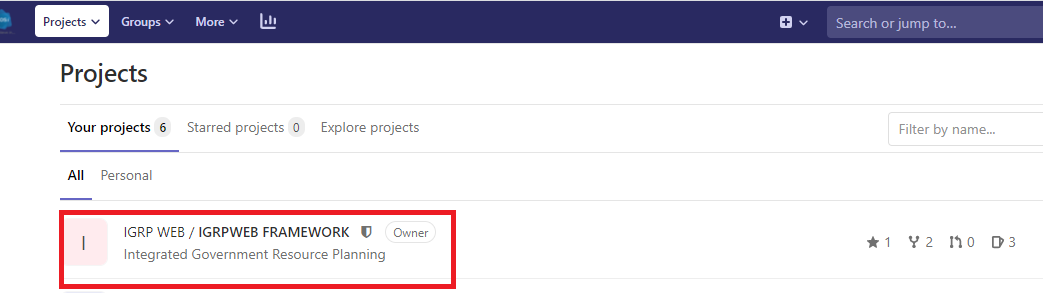 Projects Groups More Search or jump to...
Projects
Your projects 6 Starred projects 0 Explore projects Filter by name...
All Personal
I IGRP WEB / IGRPWEB FRAMEWORK Owner 1 2 0 3
Integrated Government Resource Planning